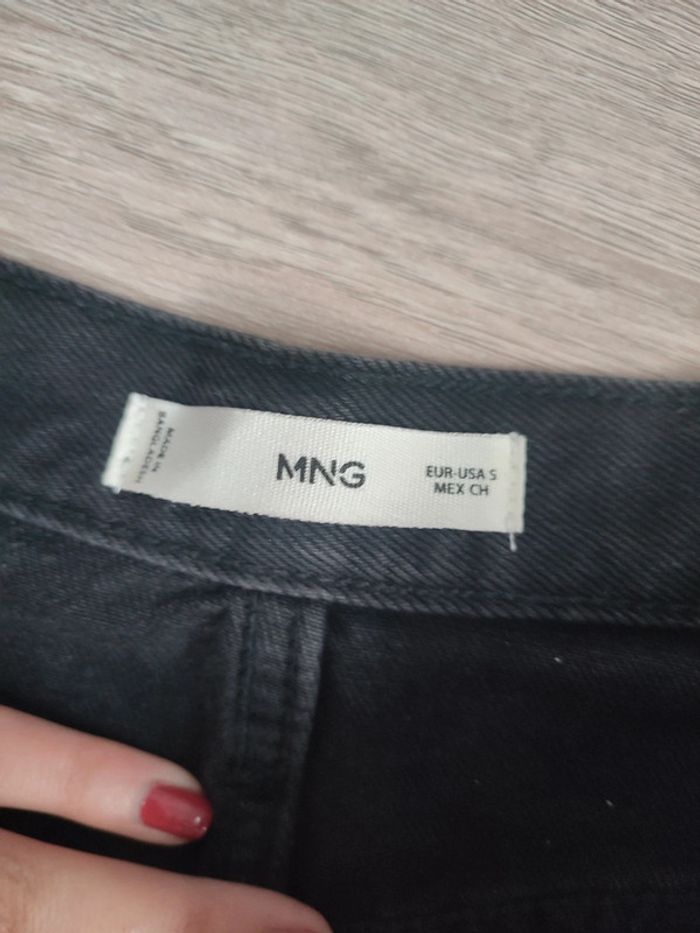 MADE IN
BANGLADESH
MNG
EUR-USA S
MEX CH